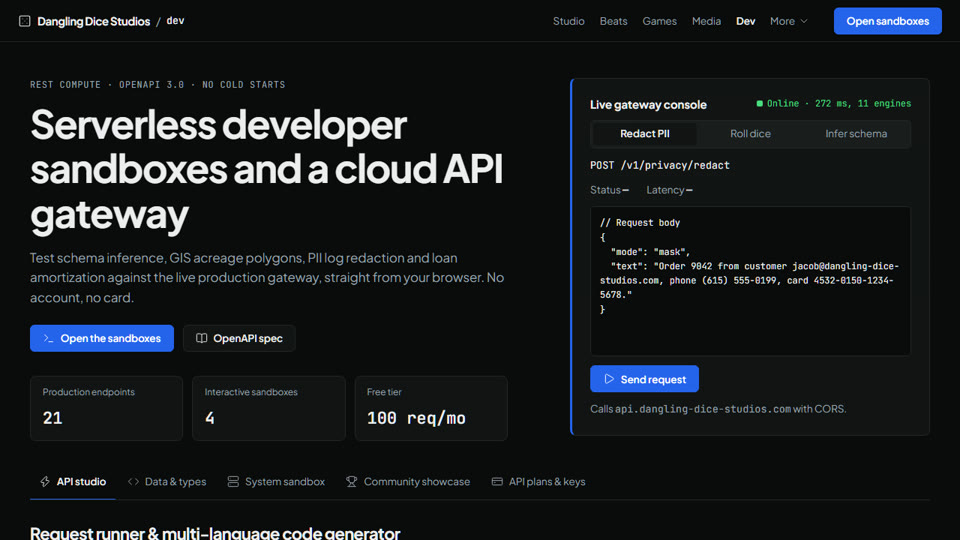 Dangling Dice Studios / dev
Studio Beats Games Media Dev More Open sandboxes
REST COMPUTE · OPENAPI 3.0 · NO COLD STARTS
Serverless developer
sandboxes and a cloud API
gateway
Test schema inference, GIS acreage polygons, PII log redaction and loan
amortization against the live production gateway, straight from your browser. No
account, no card.
Open the sandboxes OpenAPI spec
Production endpoints
21
Interactive sandboxes
4
Free tier
100 req/mo
Live gateway console Online · 272 ms, 11 engines
Redact PII Roll dice Infer schema
POST /v1/privacy/redact
Status – Latency –
// Request body
{
"mode": "mask",
"text": "Order 9042 from customer jacob@dangling-dice-
studios.com, phone (615) 555-0199, card 4532-0150-1234-
5678."
}
Send request
Calls api.dangling-dice-studios.com with CORS.
API studio Data & types System sandbox Community showcase API plans & keys
Request runner & multi-language code generator